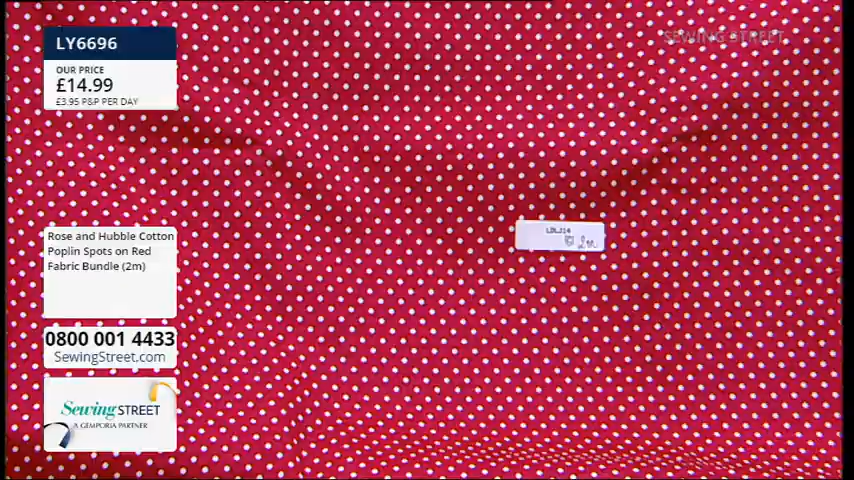 LY6696
OUR PRICE
£14.99
£3.95 P&P PER DAY
SEWING STREET
Rose and Hubble Cotton
Poplin Spots on Red
Fabric Bundle (2m)
0800 001 4433
SewingStreet.com
Sewing STREET
A GEMPORIA PARTNER
2m